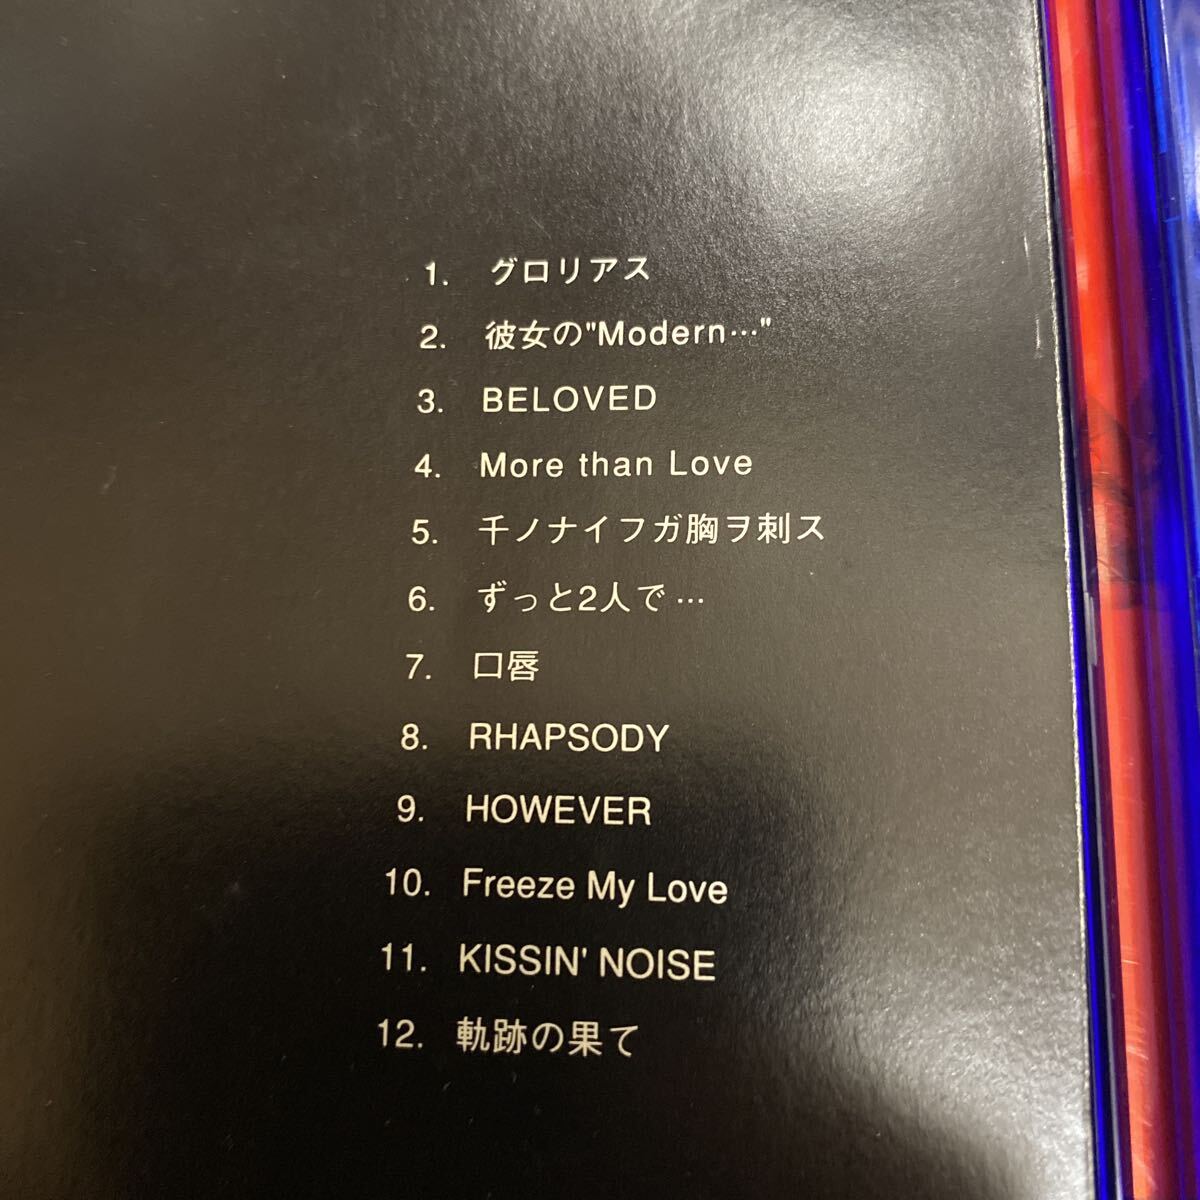 1. グロリアス
2. 彼女の"Modern…"
3. BELOVED
4. More than Love
5. 千ノナイフガ胸ヲ刺ス
6. ずっと2人で…
7. 口唇
8. RHAPSODY
9. HOWEVER
10. Freeze My Love
11. KISSIN' NOISE
12. 軌跡の果て